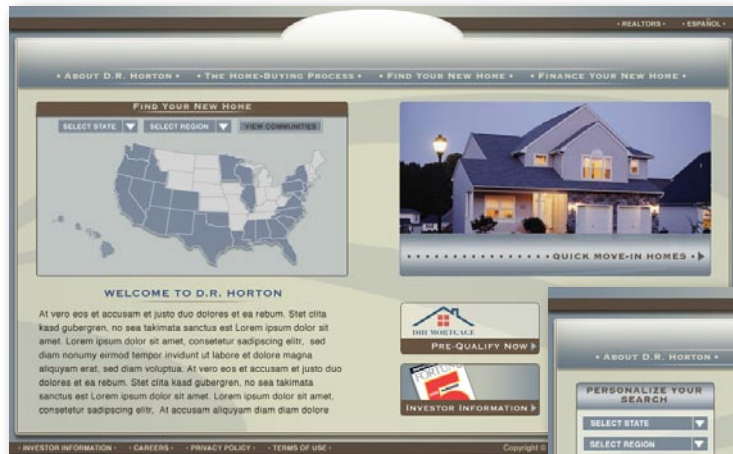 • REALTORS •  • ESPAÑOL •
• ABOUT D.R. HORTON •  • THE HOME-BUYING PROCESS •  • FIND YOUR NEW HOME •  • FINANCE YOUR NEW HOME •
FIND YOUR NEW HOME
SELECT STATE SELECT REGION VIEW COMMUNITIES
QUICK MOVE-IN HOMES •
WELCOME TO D.R. HORTON
At vero eos et accusam et justo duo dolores et ea rebum. Stet clita
kasd gubergren, no sea takimata sanctus est Lorem ipsum dolor sit
amet. Lorem ipsum dolor sit amet, consetetur sadipscing elitr, sed
diam nonumy eirmod tempor invidunt ut labore et dolore magna
aliquyam erat, sed diam voluptua. At vero eos et accusam et justo duo
dolores et ea rebum. Stet clita kasd gubergren, no sea takimata
sanctus est Lorem ipsum dolor sit amet. Lorem ipsum dolor sit amet,
consetetur sadipscing elitr, At accusam aliquyam diam diam dolore
DHI MORTGAGE
PRE-QUALIFY NOW
FORTUNE
5
INVESTOR INFORMATION
• ABOUT D.R. HORTON •
PERSONALIZE YOUR
SEARCH
SELECT STATE
SELECT REGION
• INVESTOR INFORMATION •  • CAREERS •  • PRIVACY POLICY •  • TERMS OF USE •
Copyright ©